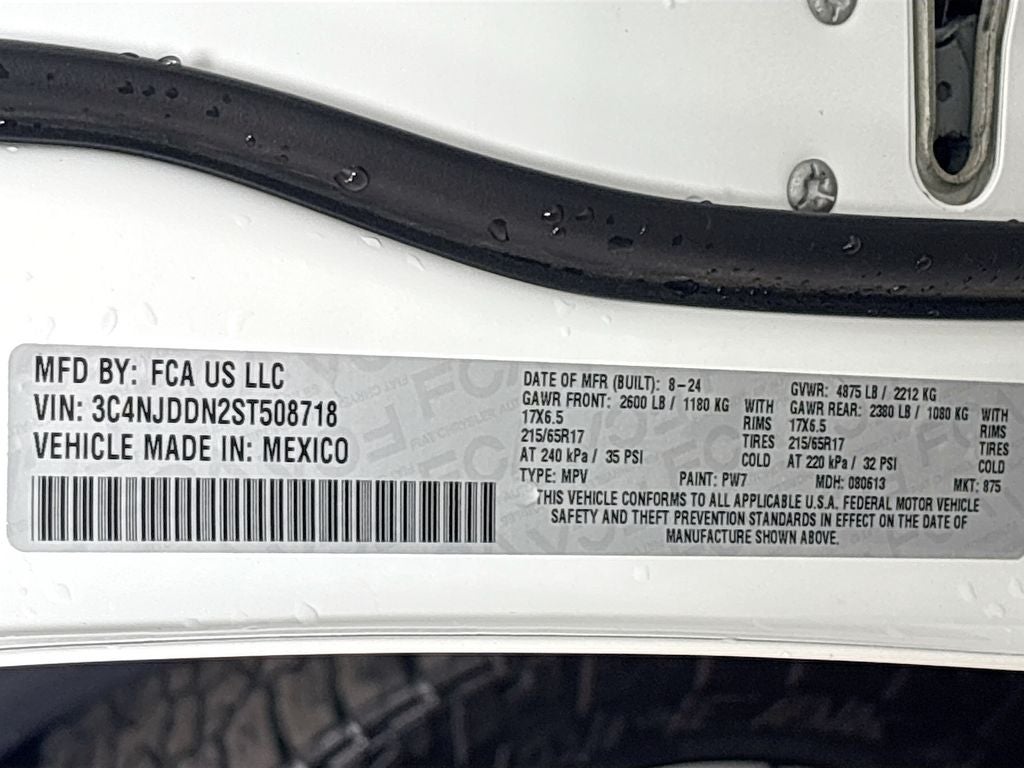 MFD BY: FCA US LLC
VIN: 3C4NJDDN2ST508718
VEHICLE MADE IN: MEXICO
DATE OF MFR (BUILT): 8-24
GAWR FRONT: 2600 LB / 1180 KG WITH
17X6.5 RIMS
215/65R17 TIRES
AT 240 kPa / 35 PSI COLD
GVWR: 4875 LB / 2212 KG
GAWR REAR: 2380 LB / 1080 KG WITH
17X6.5 RIMS
215/65R17 TIRES
AT 220 kPa / 32 PSI COLD
TYPE: MPV PAINT: PW7 MDH: 080613 MKT: 875
THIS VEHICLE CONFORMS TO ALL APPLICABLE U.S.A. FEDERAL MOTOR VEHICLE
SAFETY AND THEFT PREVENTION STANDARDS IN EFFECT ON THE DATE OF
MANUFACTURE SHOWN ABOVE.